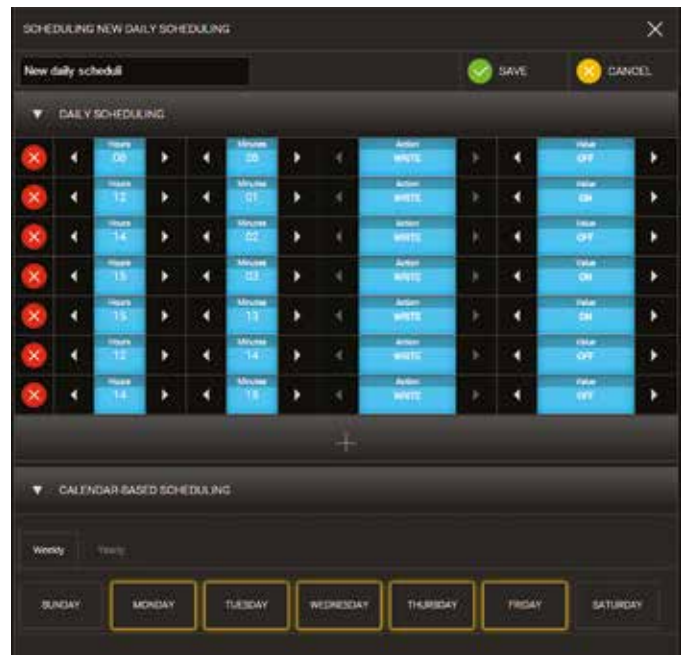 SCHEDULING NEW DAILY SCHEDULING
New daily scheduli SAVE CANCEL
DAILY SCHEDULING
Hours Minutes Action Value
08 28 WRITE OFF
Hours Minutes Action Value
12 01 WRITE ON
Hours Minutes Action Value
14 02 WRITE OFF
Hours Minutes Action Value
15 03 WRITE ON
Hours Minutes Action Value
15 13 WRITE ON
Hours Minutes Action Value
12 14 WRITE OFF
Hours Minutes Action Value
14 15 WRITE OFF
CALENDAR-BASED SCHEDULING
Weekly Yearly
SUNDAY MONDAY TUESDAY WEDNESDAY THURSDAY FRIDAY SATURDAY